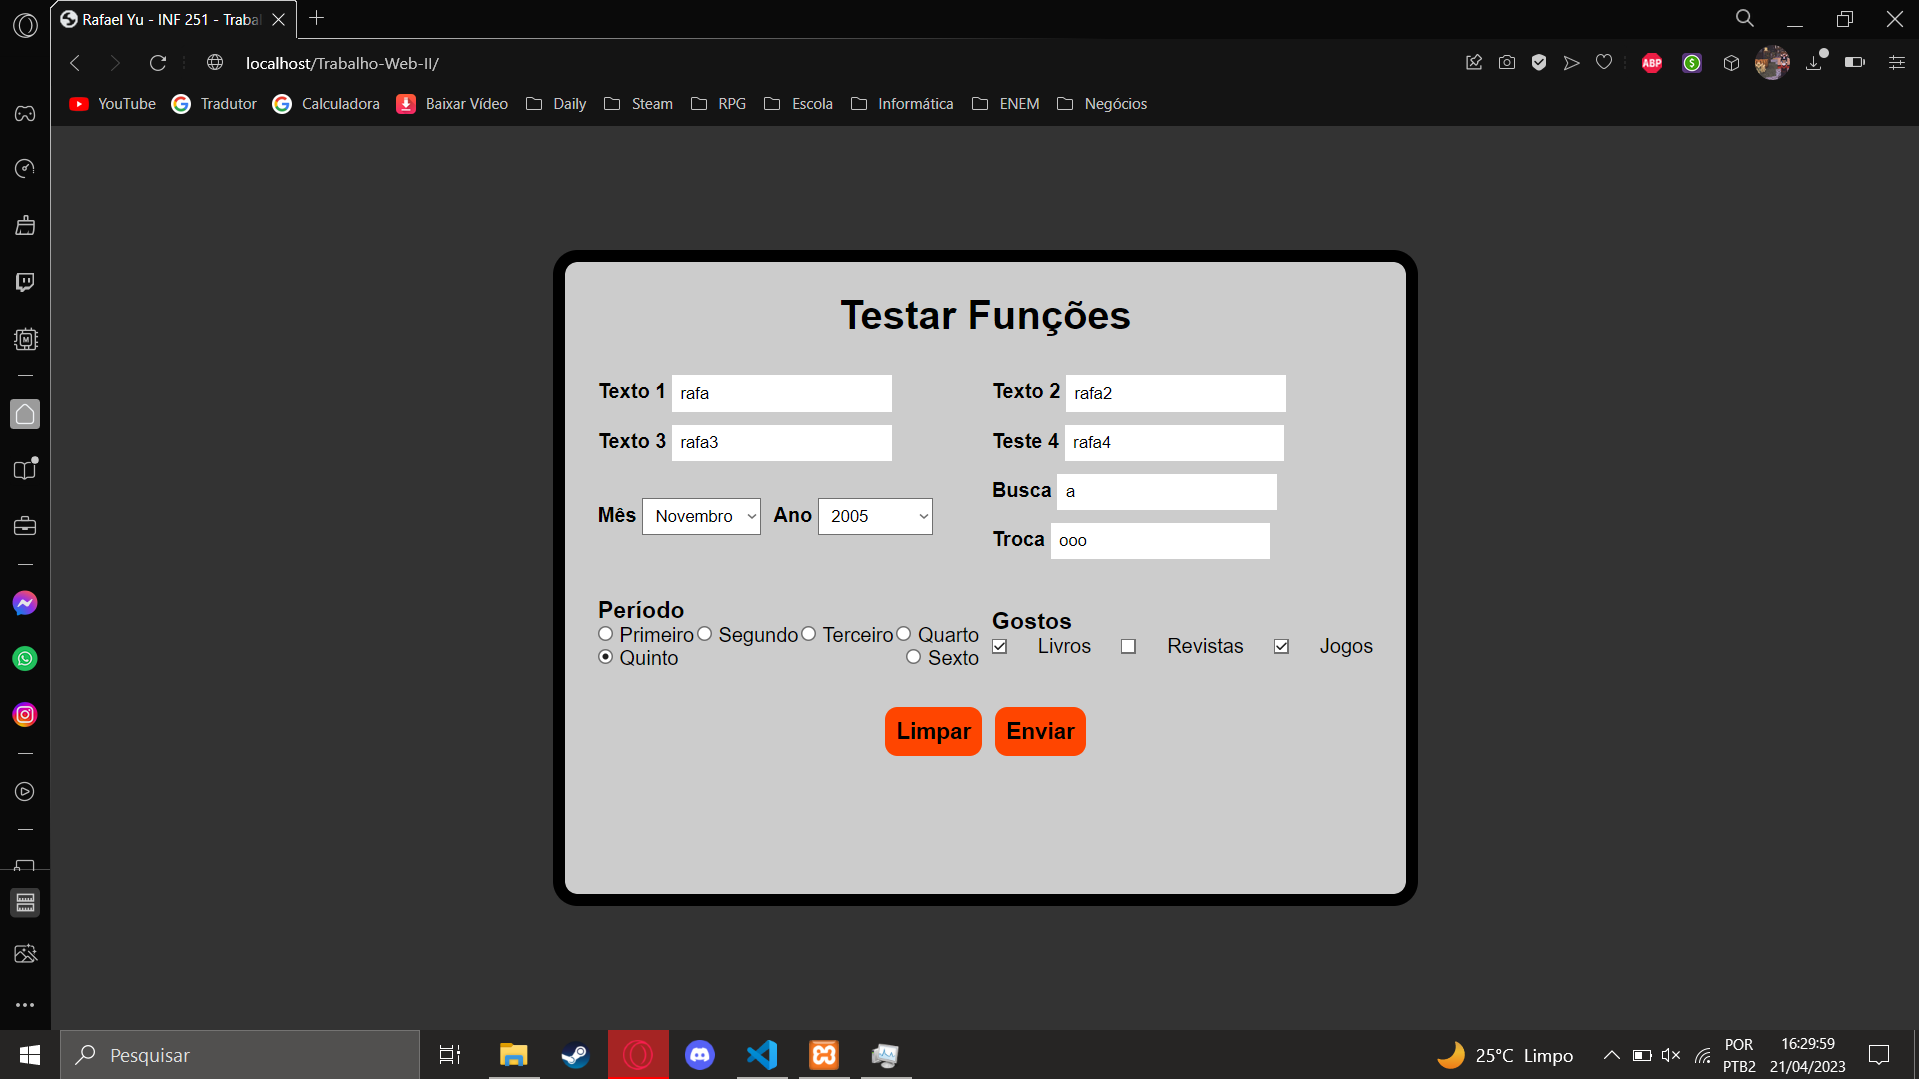 Rafael Yu - INF 251 - Traba
localhost/Trabalho-Web-II/
ABP
YouTube Tradutor Calculadora Baixar Vídeo Daily Steam RPG Escola Informática ENEM Negócios
Testar Funções
Texto 1 rafa Texto 2 rafa2
Texto 3 rafa3 Teste 4 rafa4
Busca a
Mês Novembro Ano 2005
Troca ooo
Período
Primeiro Segundo Terceiro Quarto
Quinto Sexto
Gostos
Livros Revistas Jogos
Limpar Enviar
Pesquisar
25°C Limpo
POR
PTB2
16:29:59
21/04/2023